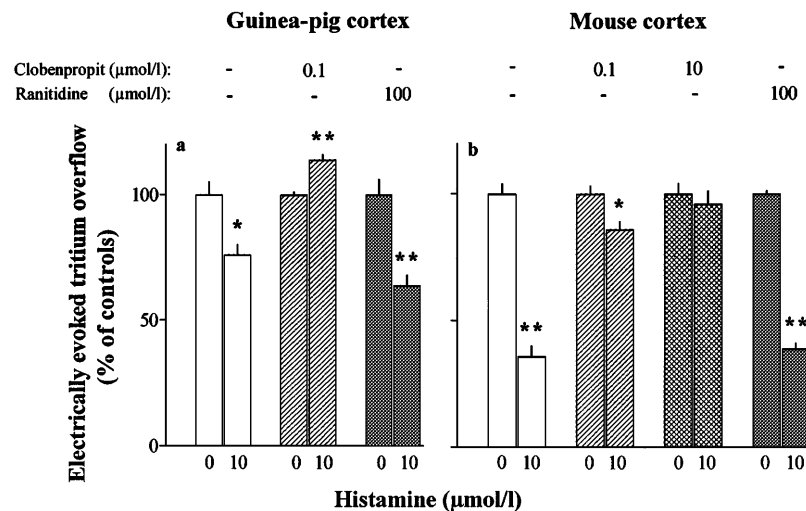 Guinea-pig cortex Mouse cortex
Clobenpropit (μmol/l): - 0.1 - - 0.1 10 -
Ranitidine (μmol/l): - - 100 - - - 100
a b
** 
* *
** 
** **
Electrically evoked tritium overflow
(% of controls)
100
50
0
0 10 0 10 0 10 0 10 0 10 0 10 0 10
Histamine (μmol/l)